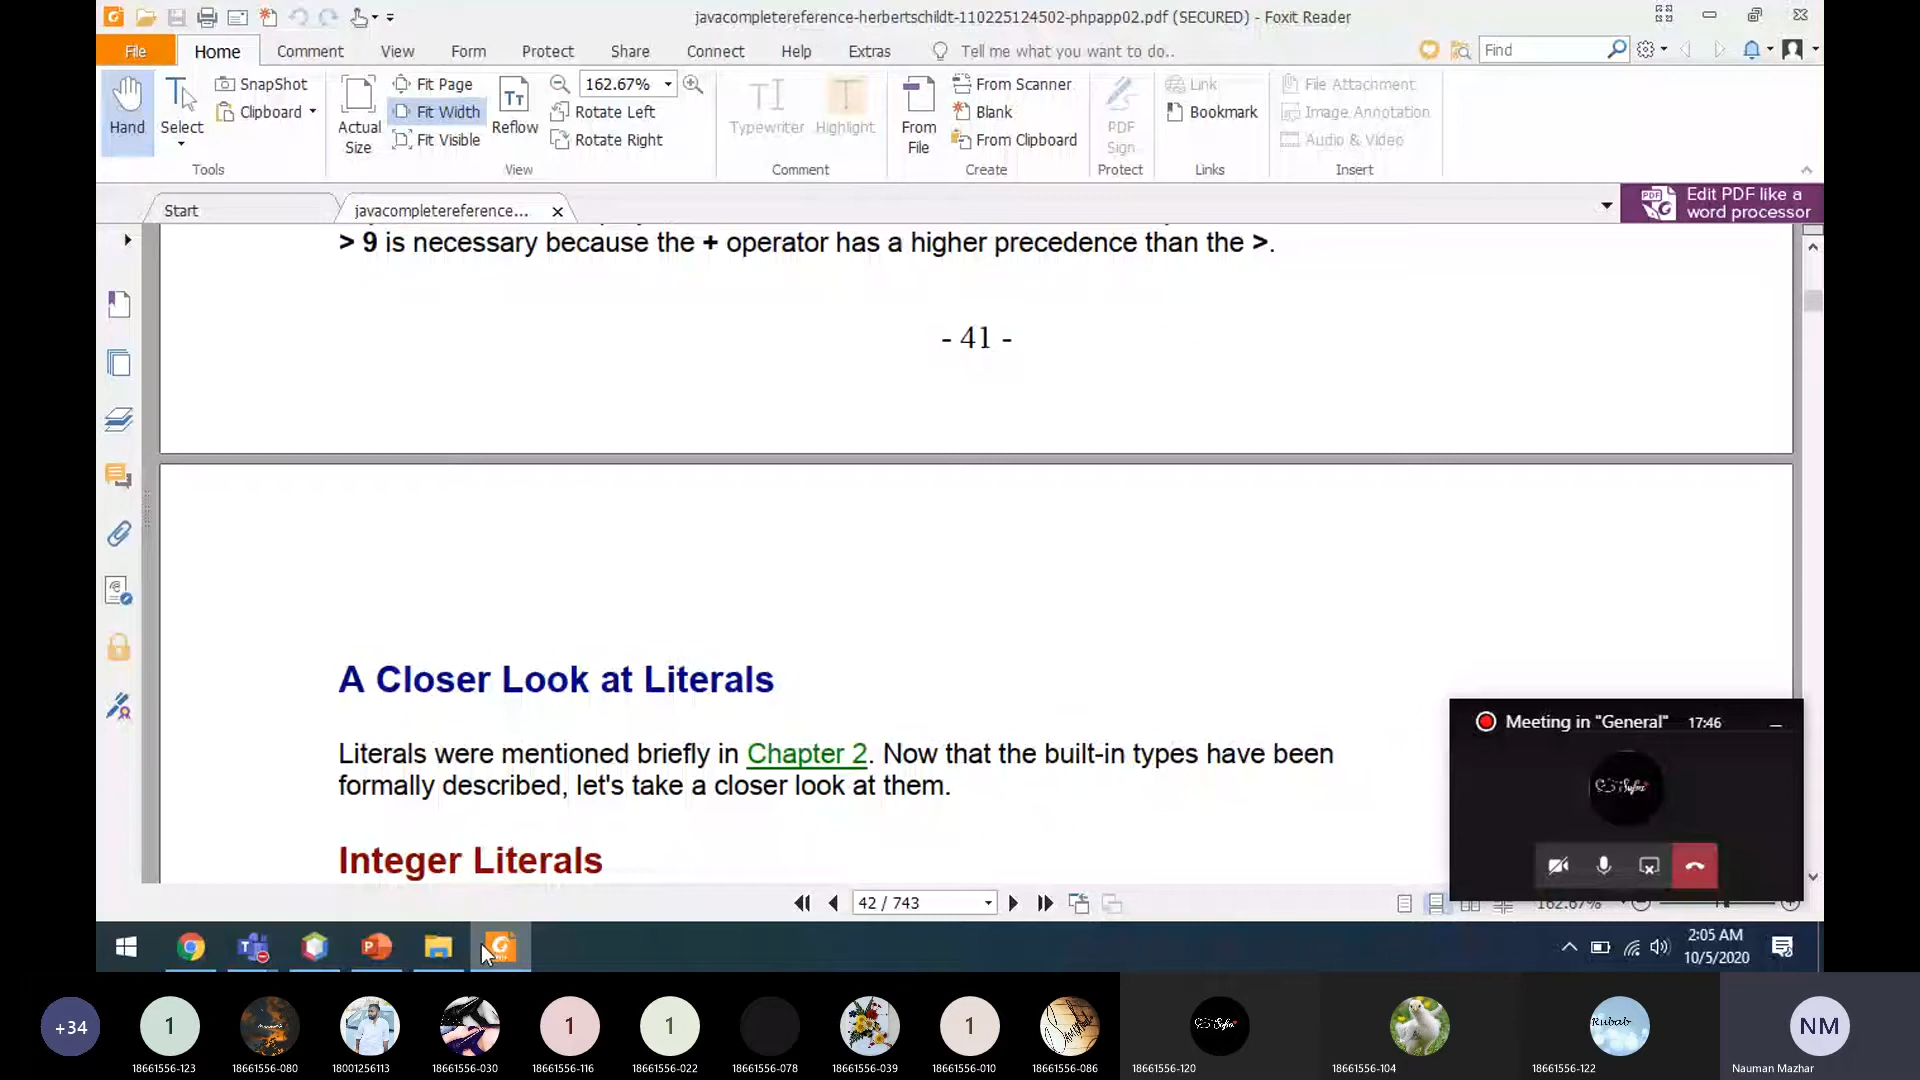 javacompletereference-herbertschildt-110225124502-phpapp02.pdf (SECURED) - Foxit Reader
File Home Comment View Form Protect Share Connect Help Extras Tell me what you want to do.. Find
Hand
Select
SnapShot
Clipboard
Tools
Actual Size
Fit Page
Fit Width
Fit Visible
Reflow
162.67%
Rotate Left
Rotate Right
View
Typewriter
Highlight
Comment
From File
From Scanner
Blank
From Clipboard
Create
PDF Sign
Protect
Link
Bookmark
Links
File Attachment
Image Annotation
Audio & Video
Insert
Start
javacompletereference...
Edit PDF like a
word processor
> 9 is necessary because the + operator has a higher precedence than the >.
- 41 -
A Closer Look at Literals
Literals were mentioned briefly in Chapter 2. Now that the built-in types have been
formally described, let's take a closer look at them.
Integer Literals
Meeting in "General" 17:46
42 / 743
162.67%
2:05 AM
10/5/2020
+34
1
1
1
1
Rubab
NM
18661556-123
18661556-080
18001256113
18661556-030
18661556-116
18661556-022
18661556-078
18661556-039
18661556-010
18661556-086
18661556-120
18661556-104
18661556-122
Nauman Mazhar